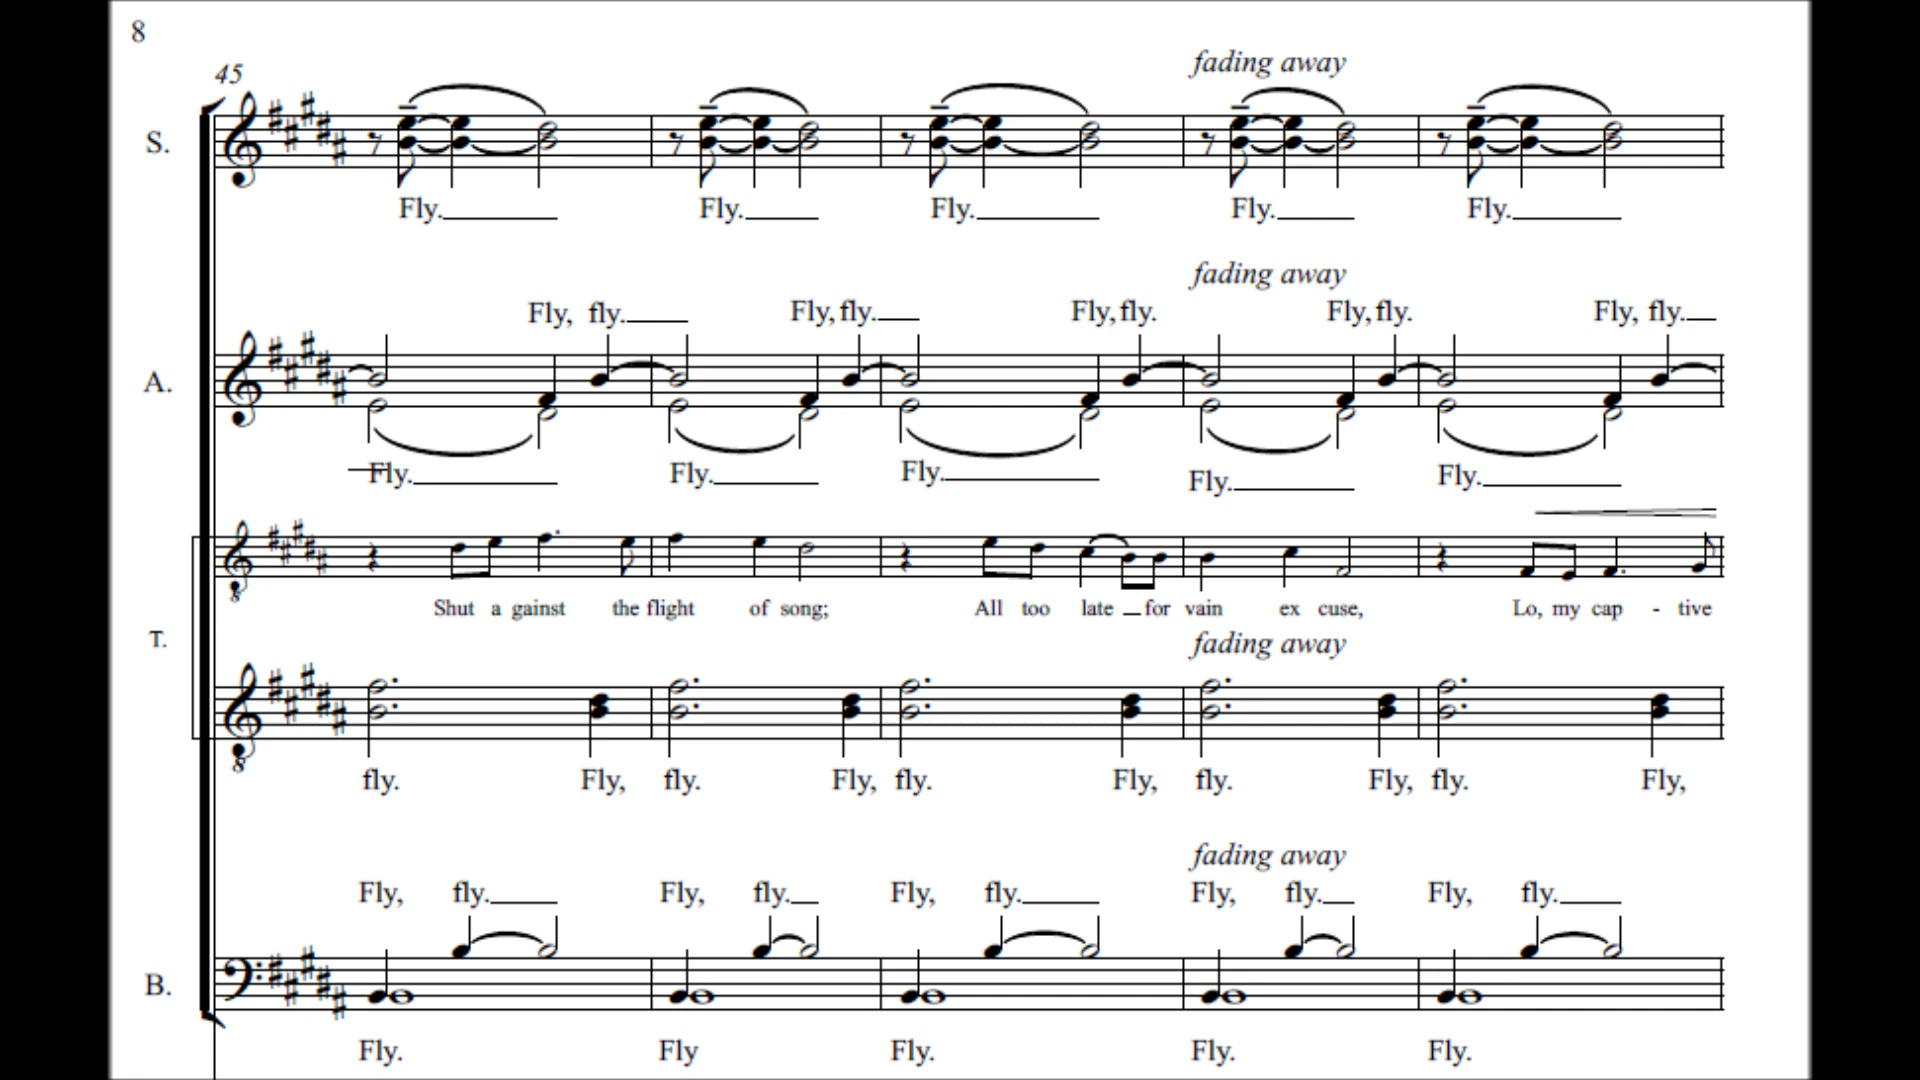 8
45
fading away
S.
Fly. Fly. Fly. Fly. Fly.
fading away
Fly, fly. Fly, fly. Fly, fly. Fly, fly. Fly, fly.
A.
Fly. Fly. Fly. Fly. Fly.
8
Shut a gainst the flight of song; All too late for vain ex cuse, Lo, my cap - tive
T.
fading away
8
fly. Fly, fly. Fly, fly. Fly, fly. Fly, fly. Fly,
fading away
Fly, fly. Fly, fly. Fly, fly. Fly, fly. Fly, fly.
B.
Fly. Fly Fly. Fly. Fly.